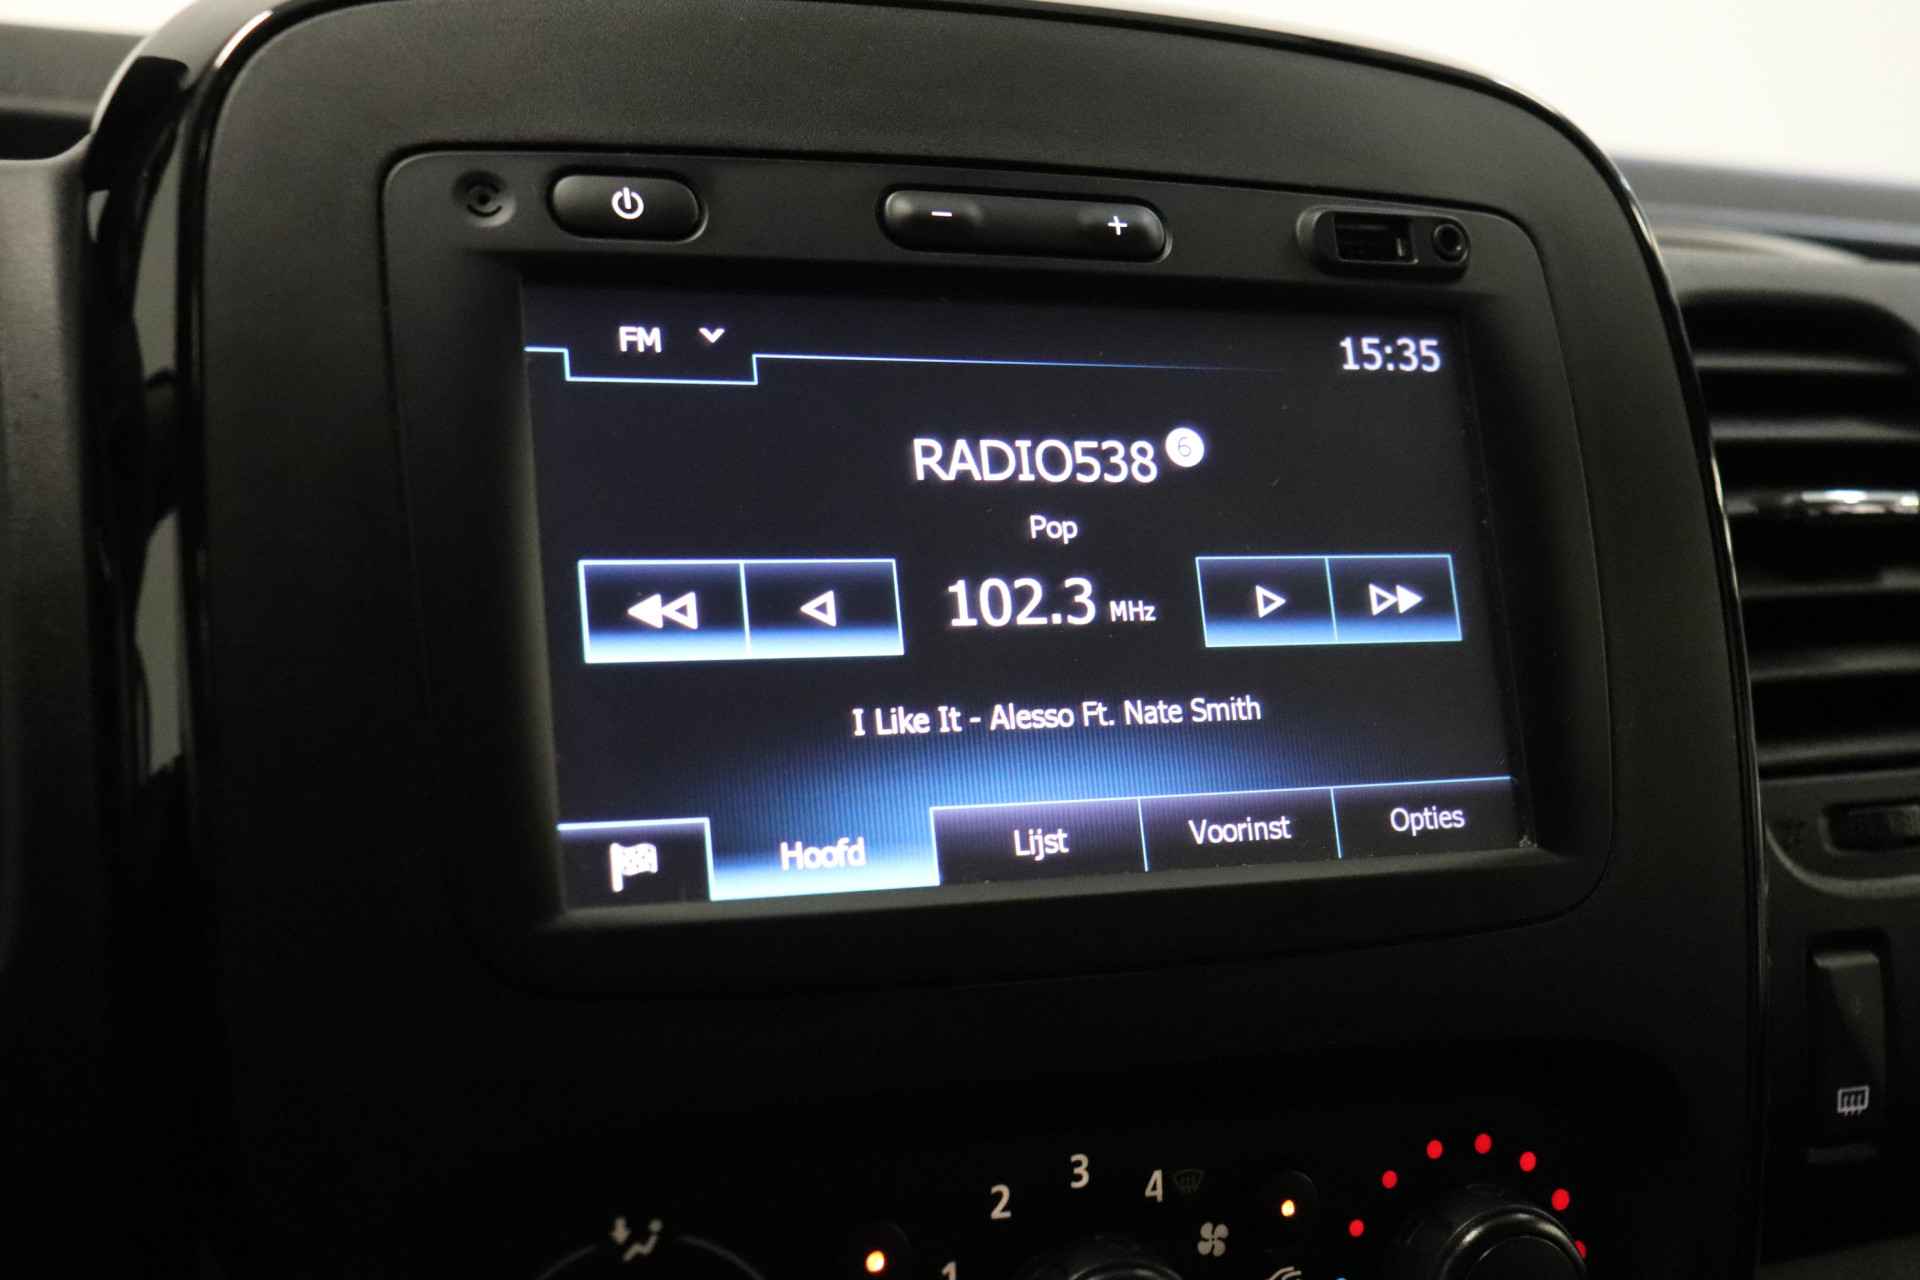 FM
15:35
RADIO538 6
Pop
102.3 MHz
I Like It - Alesso Ft. Nate Smith
Hoofd Lijst Voorinst Opties
1 2 3 4